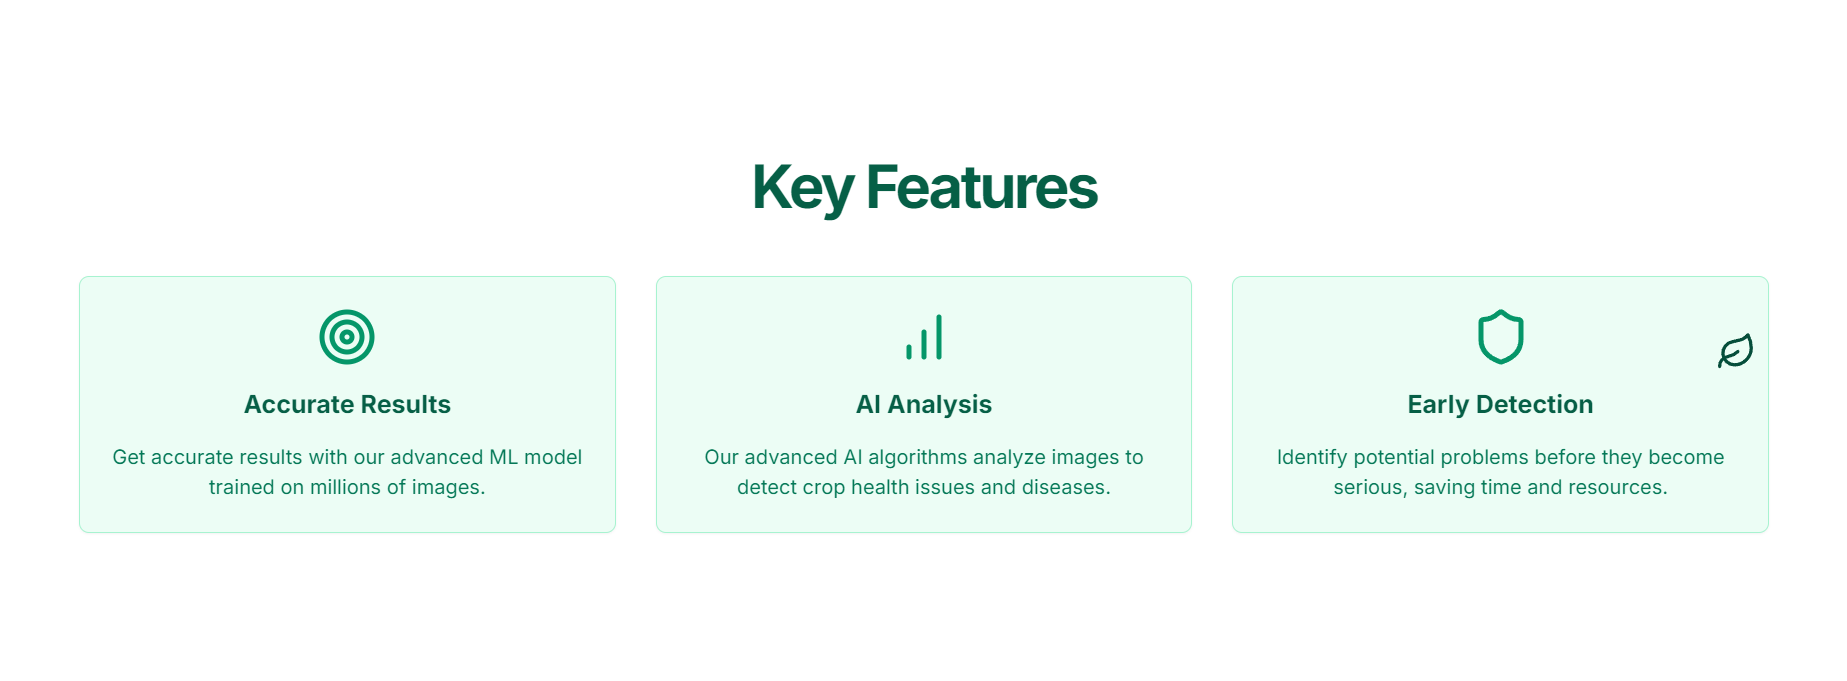 Key Features
Accurate Results
Get accurate results with our advanced ML model
trained on millions of images.
AI Analysis
Our advanced AI algorithms analyze images to
detect crop health issues and diseases.
Early Detection
Identify potential problems before they become
serious, saving time and resources.